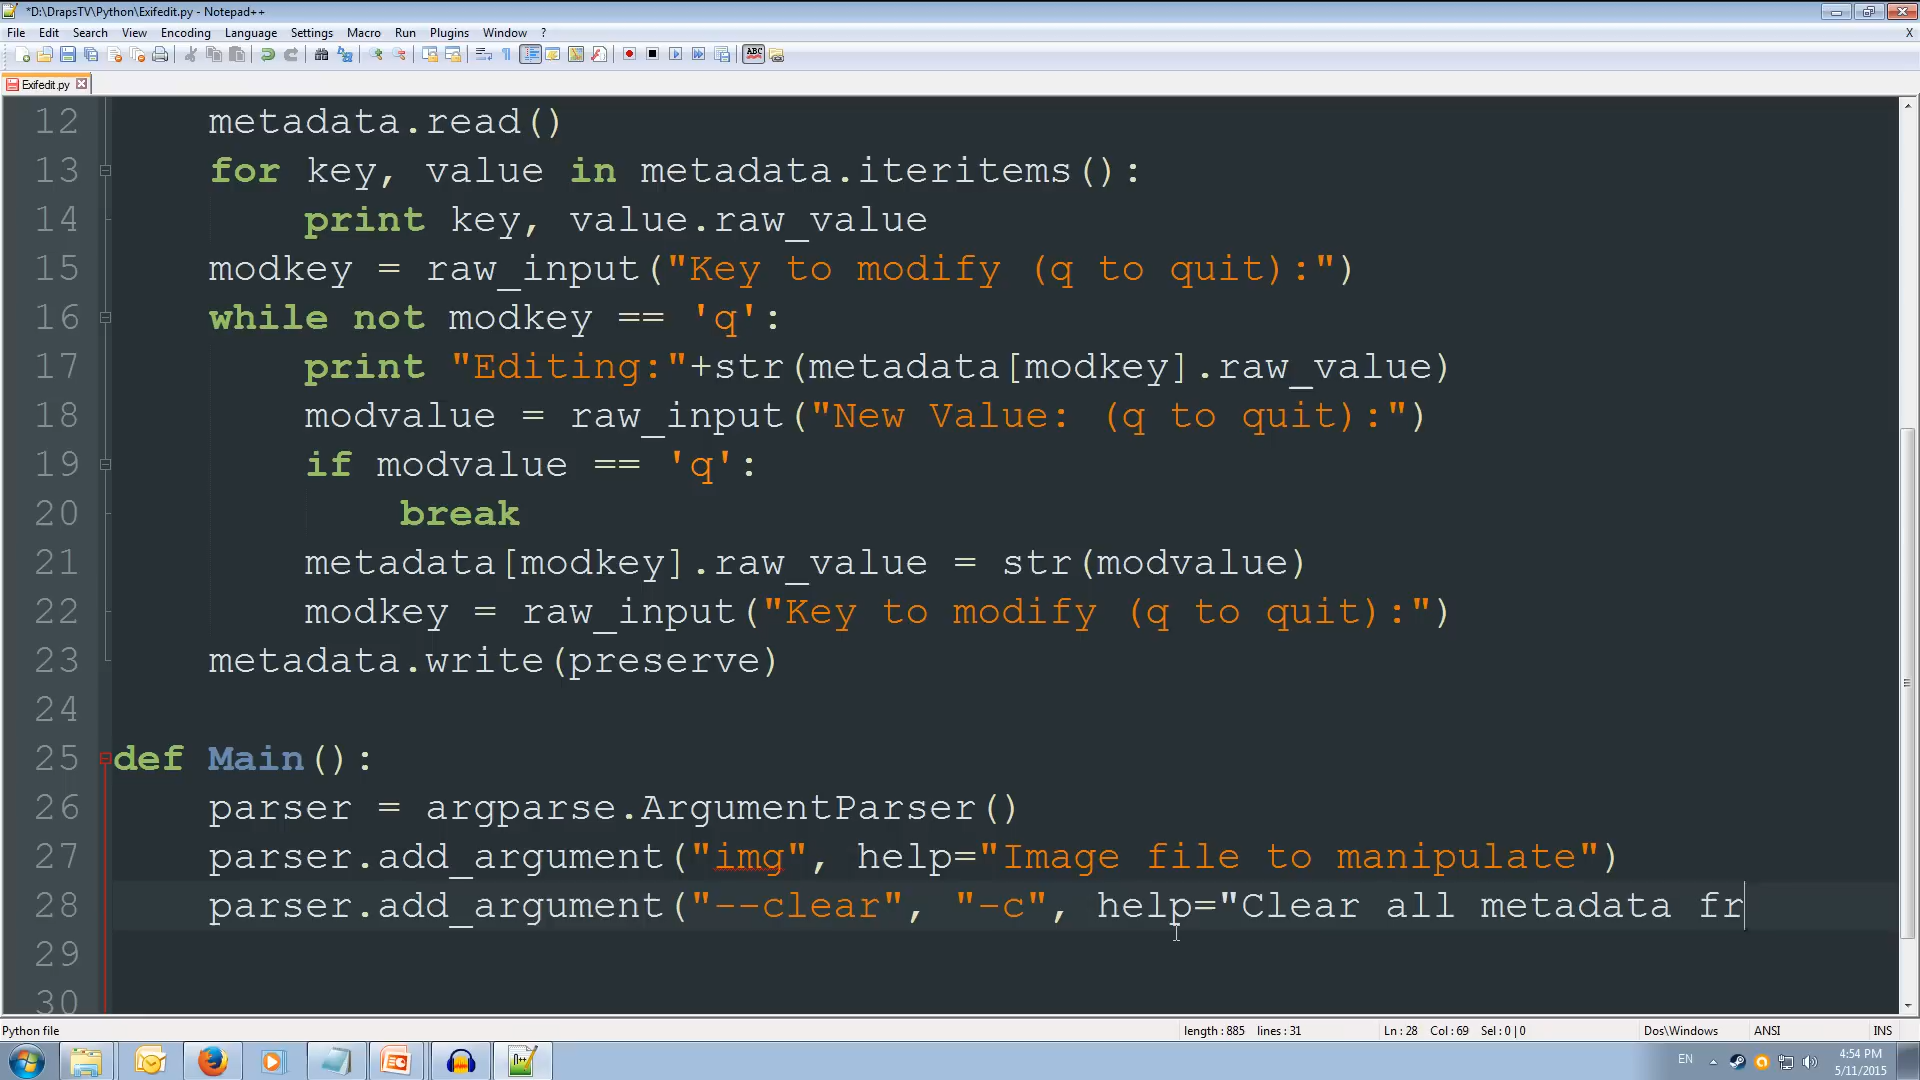 *D:\DrapsTV\Python\Exifedit.py - Notepad++
File Edit Search View Encoding Language Settings Macro Run Plugins Window ? X
ABC
Exifedit.py
12 metadata.read()
13 for key, value in metadata.iteritems():
14 print key, value.raw_value
15 modkey = raw_input("Key to modify (q to quit):")
16 while not modkey == 'q':
17 print "Editing:"+str(metadata[modkey].raw_value)
18 modvalue = raw_input("New Value: (q to quit):")
19 if modvalue == 'q':
20 break
21 metadata[modkey].raw_value = str(modvalue)
22 modkey = raw_input("Key to modify (q to quit):")
23 metadata.write(preserve)
24
25 def Main():
26 parser = argparse.ArgumentParser()
27 parser.add_argument("img", help="Image file to manipulate")
28 parser.add_argument("--clear", "-c", help="Clear all metadata fr
29
30
Python file length : 885 lines : 31 Ln : 28 Col : 69 Sel : 0 | 0 Dos\Windows ANSI INS
EN 4:54 PM
5/11/2015